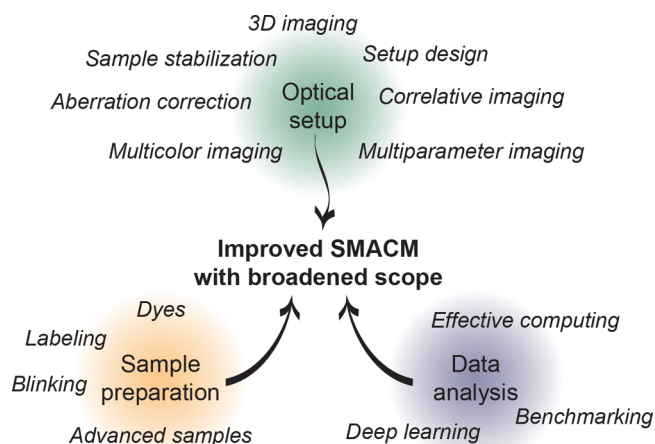 3D imaging
Sample stabilization
Setup design
Aberration correction
Optical
setup
Correlative imaging
Multicolor imaging
Multiparameter imaging
Improved SMACM
with broadened scope
Dyes
Labeling
Blinking
Sample
preparation
Advanced samples
Effective computing
Data
analysis
Benchmarking
Deep learning